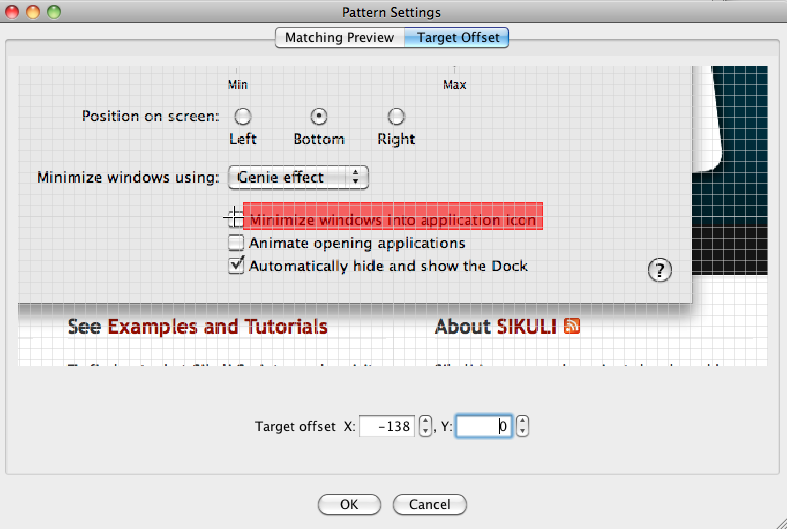 Pattern Settings
Matching Preview Target Offset
Min Max
Position on screen:
Left Bottom Right
Minimize windows using: Genie effect
Minimize windows into application icon
Animate opening applications
Automatically hide and show the Dock
?
See Examples and Tutorials About SIKULI
Target offset X: -138 , Y: 0
OK Cancel